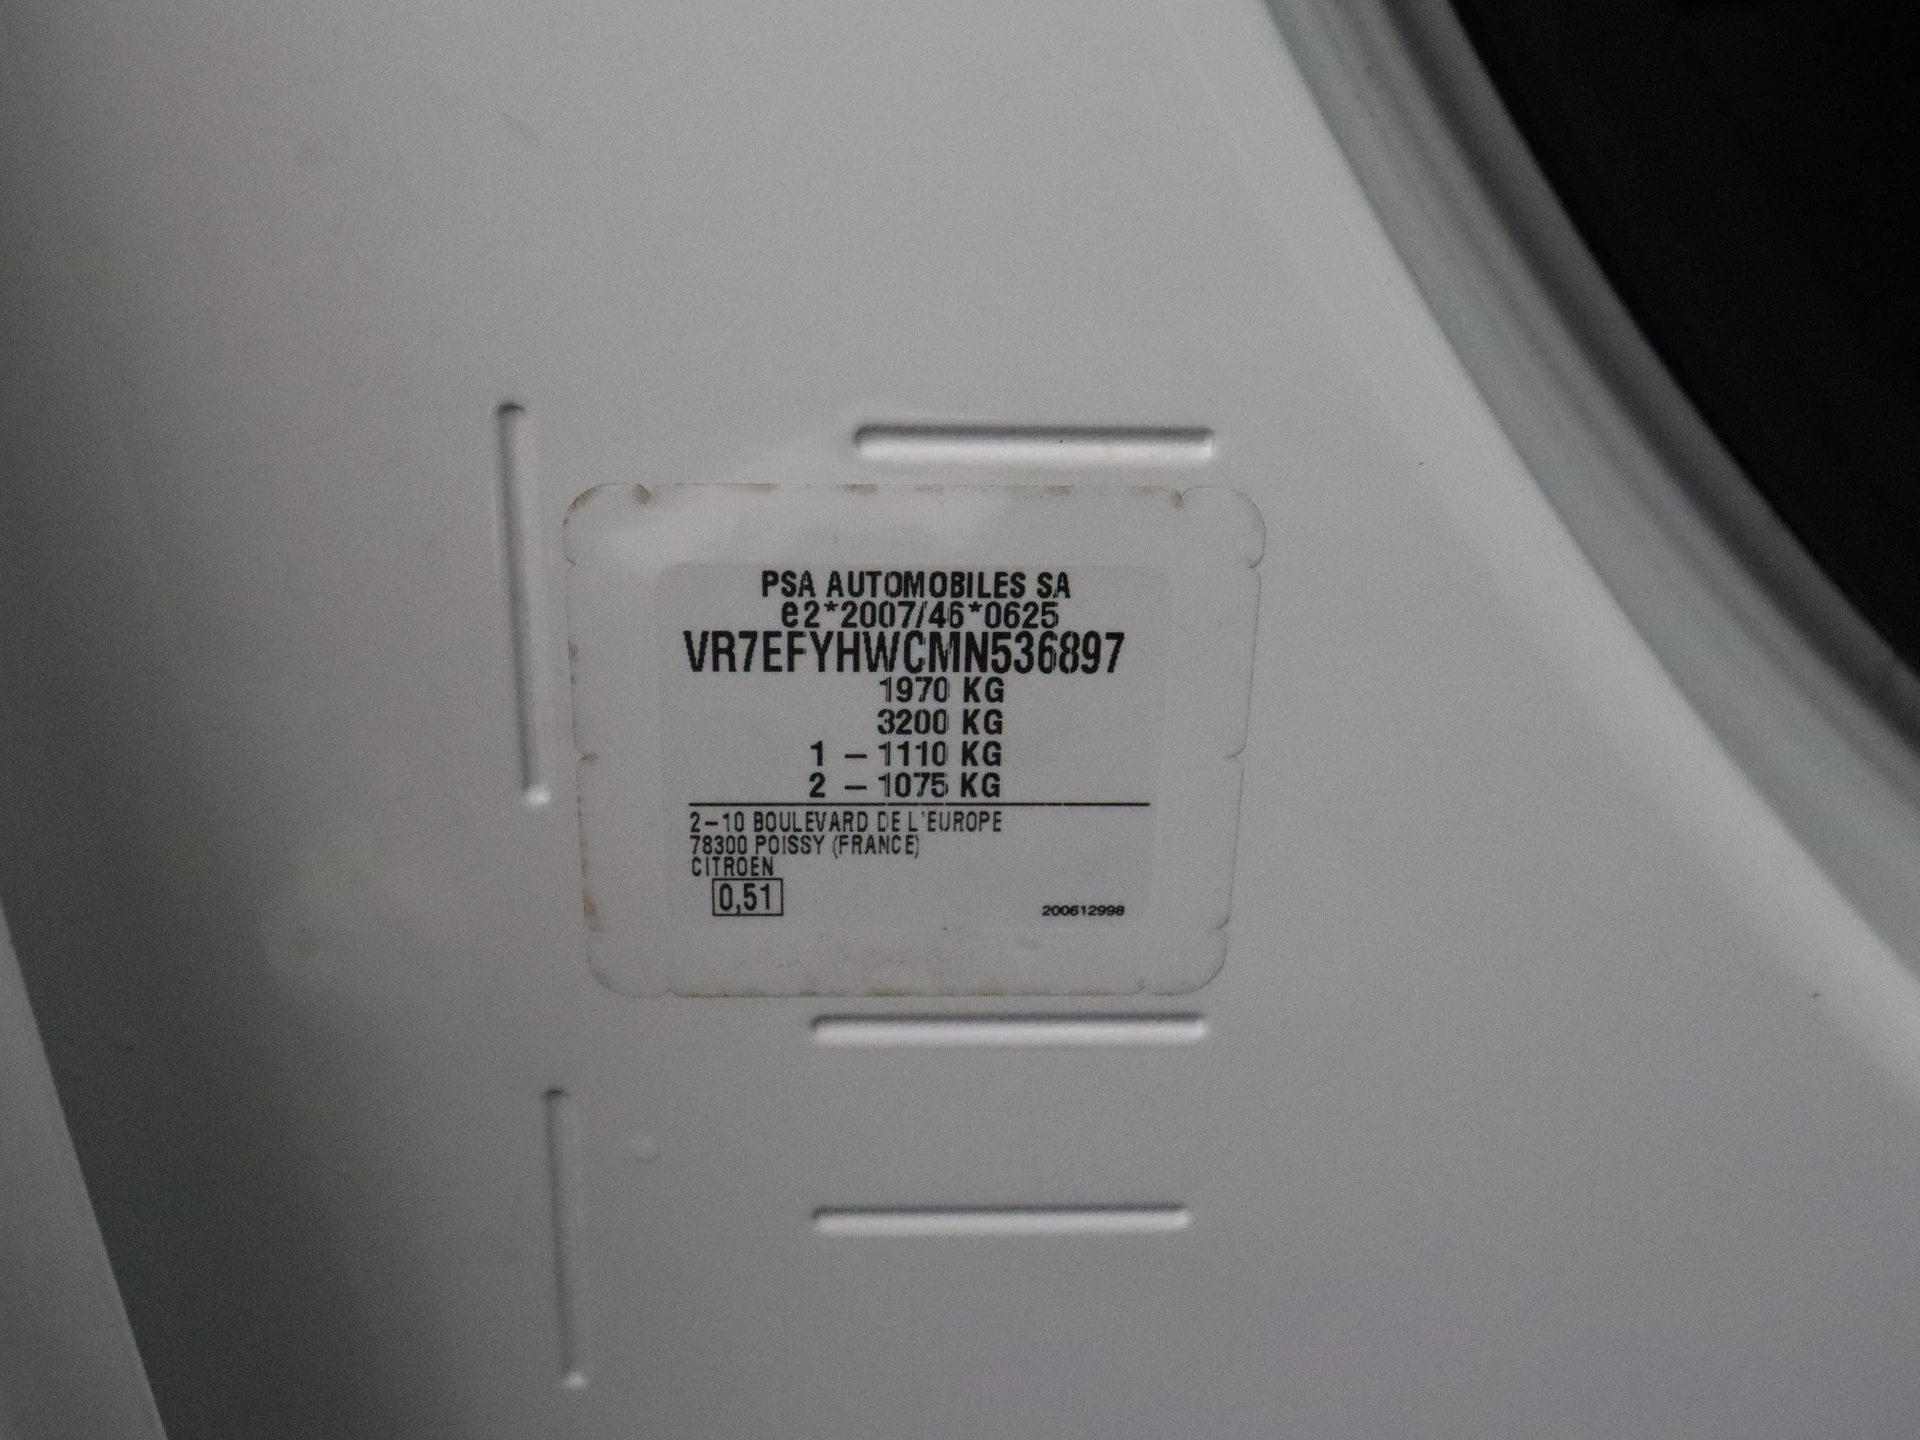 PSA AUTOMOBILES SA
e2*2007/46*0625
VR7EFYHWCMN536897
1970 KG
3200 KG
1 – 1110 KG
2 – 1075 KG
2–10 BOULEVARD DE L'EUROPE
78300 POISSY (FRANCE)
CITROEN
0,51
200612998